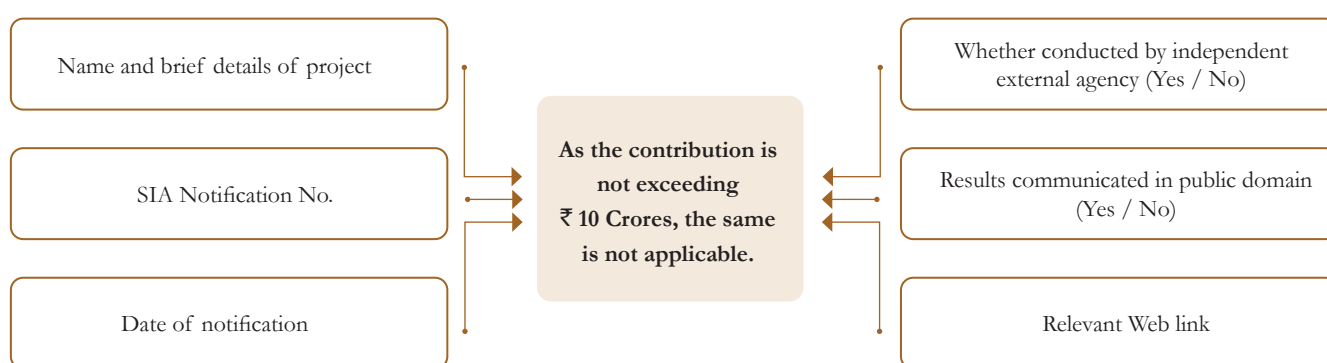 Name and brief details of project
SIA Notification No.
Date of notification
As the contribution is
not exceeding
₹ 10 Crores, the same
is not applicable.
Whether conducted by independent
external agency (Yes / No)
Results communicated in public domain
(Yes / No)
Relevant Web link